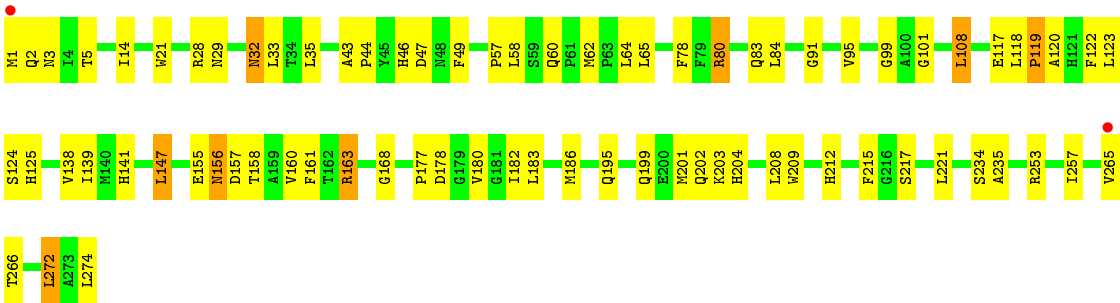 M1 Q2 N3 I4 T5 I14 W21 R28 N29 N32 L33 T34 L35 A43 P44 Y45 H46 D47 N48 F49 P57 L58 S59 Q60 P61 M62 P63 L64 L65 F78 F79 R80 Q83 L84 G91 V95 G99 A100 G101 L108 E117 L118 P119 A120 H121 F122 L123
S124 H125 V138 I139 M140 H141 L147 E155 N156 D157 T158 A159 V160 F161 T162 R163 G168 P177 D178 G179 V180 G181 I182 L183 M186 Q195 Q199 E200 M201 Q202 K203 H204 L208 W209 H212 F215 G216 S217 L221 S234 A235 R253 I257 V265
T266 L272 A273 L274